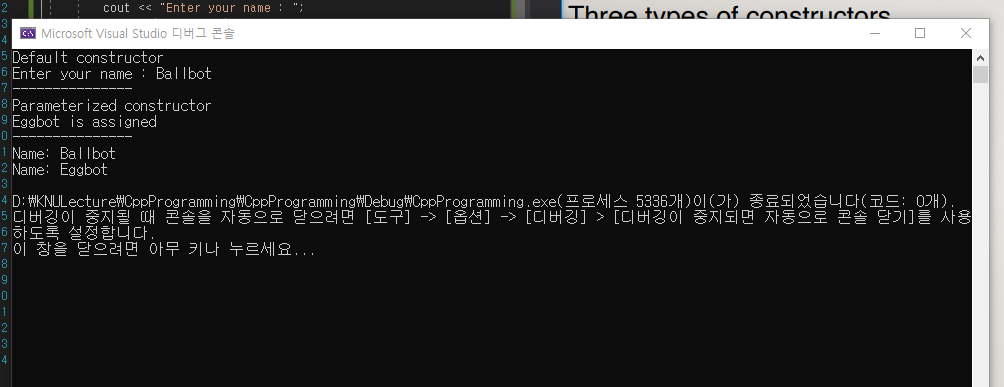 cout << "Enter your name : ";
Three types of constructors
Microsoft Visual Studio 디버그 콘솔
Default constructor
Enter your name : Ballbot
---------------
Parameterized constructor
Eggbot is assigned
---------------
Name: Ballbot
Name: Eggbot
D:\KNULecture\CppProgramming\CppProgramming\Debug\CppProgramming.exe(프로세스 5336개)이(가) 종료되었습니다(코드: 0개).
디버깅이 중지될 때 콘솔을 자동으로 닫으려면 [도구] -> [옵션] -> [디버깅] > [디버깅이 중지되면 자동으로 콘솔 닫기]를 사용
하도록 설정합니다.
이 창을 닫으려면 아무 키나 누르세요...